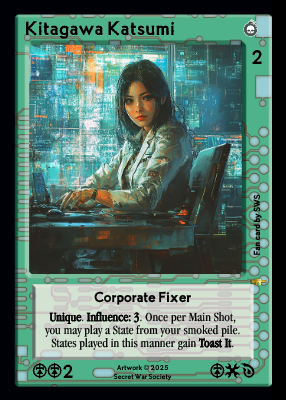 Kitagawa Katsumi
2
Fan card by SWS
Corporate Fixer
Unique. Influence: 3. Once per Main Shot,
you may play a State from your smoked pile.
States played in this manner gain Toast It.
2
Artwork © 2025
Secret War Society